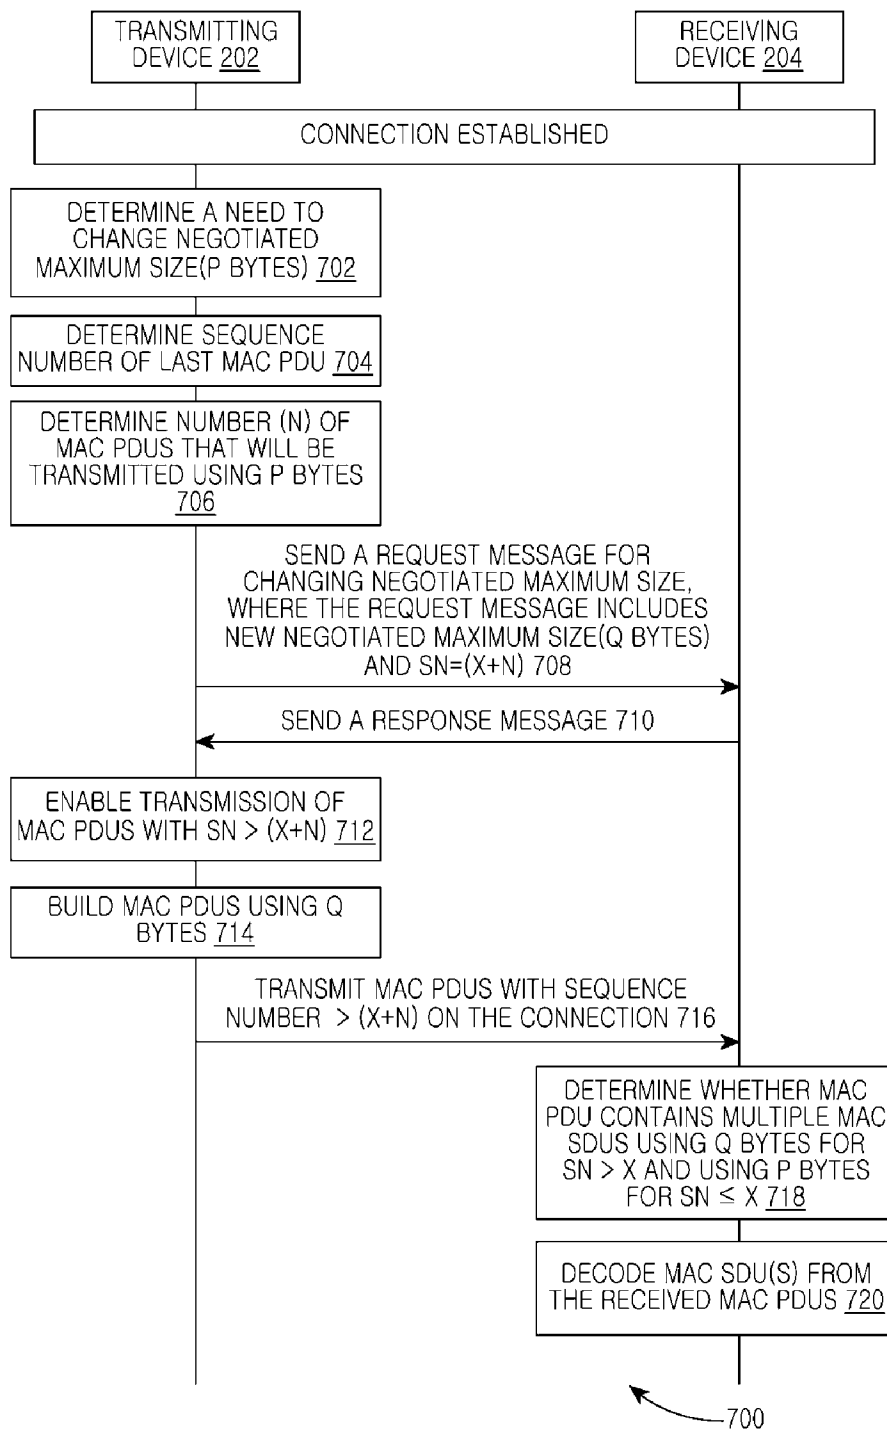 TRANSMITTING
DEVICE 202
RECEIVING
DEVICE 204
CONNECTION ESTABLISHED
DETERMINE A NEED TO
CHANGE NEGOTIATED
MAXIMUM SIZE(P BYTES) 702
DETERMINE SEQUENCE
NUMBER OF LAST MAC PDU 704
DETERMINE NUMBER (N) OF
MAC PDUS THAT WILL BE
TRANSMITTED USING P BYTES
706
SEND A REQUEST MESSAGE FOR
CHANGING NEGOTIATED MAXIMUM SIZE,
WHERE THE REQUEST MESSAGE INCLUDES
NEW NEGOTIATED MAXIMUM SIZE(Q BYTES)
AND SN=(X+N) 708
SEND A RESPONSE MESSAGE 710
ENABLE TRANSMISSION OF
MAC PDUS WITH SN > (X+N) 712
BUILD MAC PDUS USING Q
BYTES 714
TRANSMIT MAC PDUS WITH SEQUENCE
NUMBER > (X+N) ON THE CONNECTION 716
DETERMINE WHETHER MAC
PDU CONTAINS MULTIPLE MAC
SDUS USING Q BYTES FOR
SN > X AND USING P BYTES
FOR SN ≤ X 718
DECODE MAC SDU(S) FROM
THE RECEIVED MAC PDUS 720
700